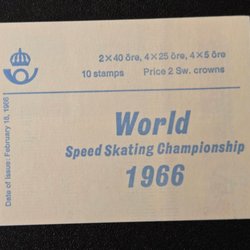 2×40 öre, 4×25 öre, 4×5 öre
10 stamps Price 2 Sw. crowns
World
Speed Skating Championship
1966
Date of Issue: February 18, 1966